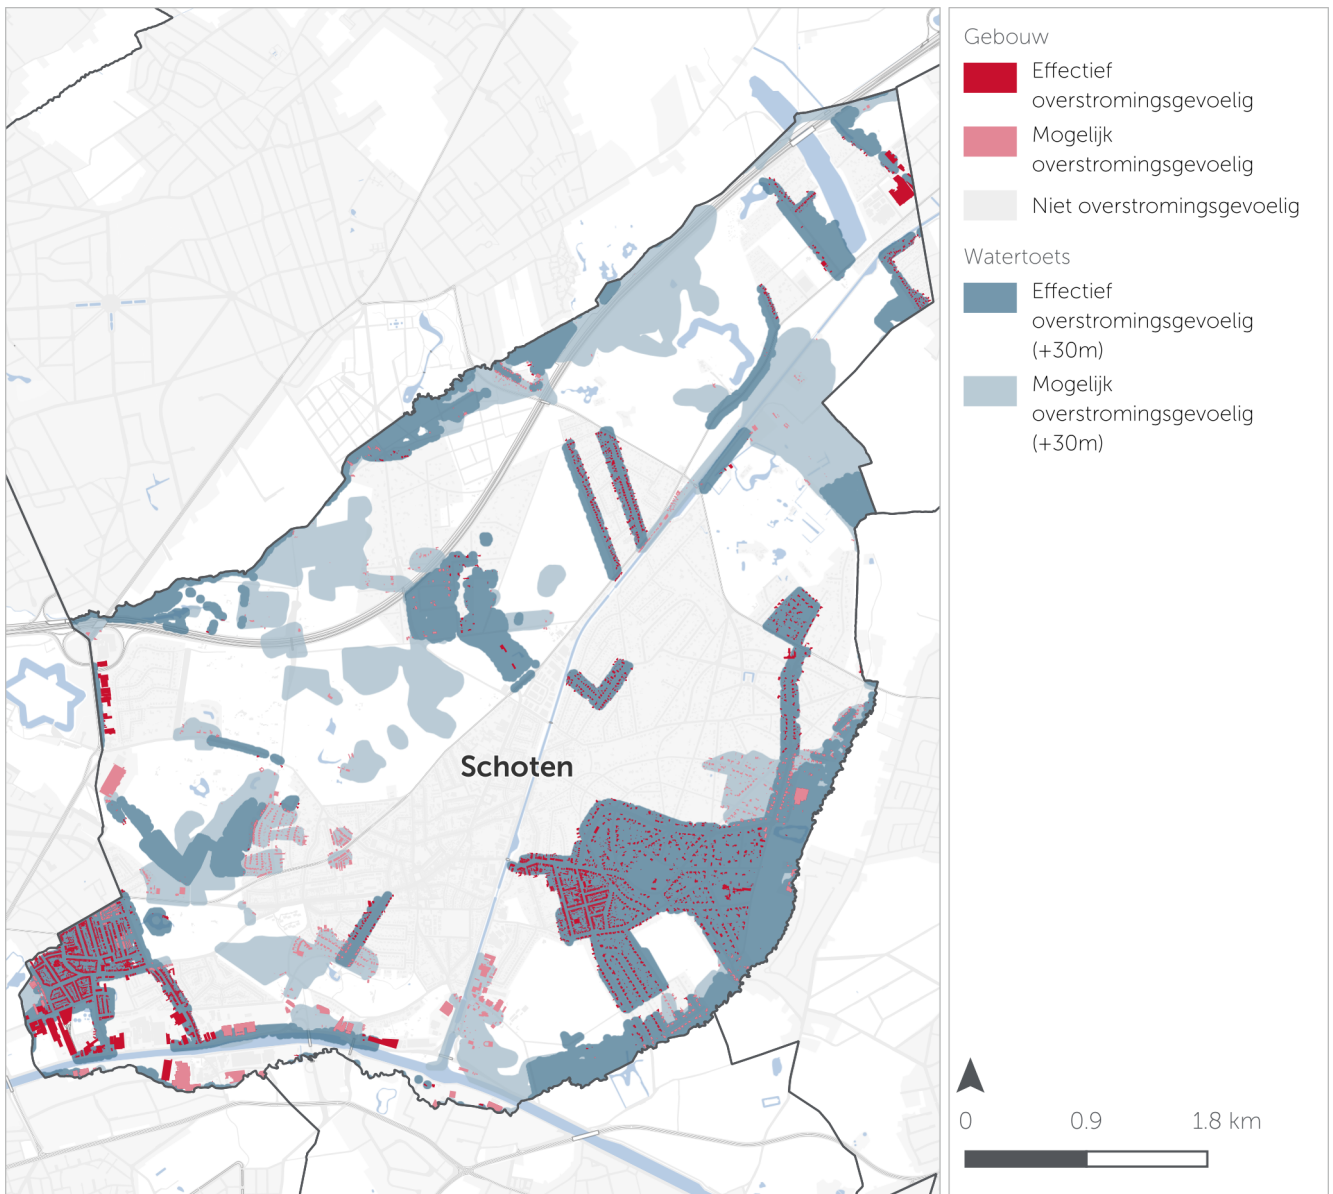 Gebouw
Effectief
overstromingsgevoelig
Mogelijk
overstromingsgevoelig
Niet overstromingsgevoelig
Watertoets
Effectief
overstromingsgevoelig
(+30m)
Mogelijk
overstromingsgevoelig
(+30m)
Schoten
0 0.9 1.8 km